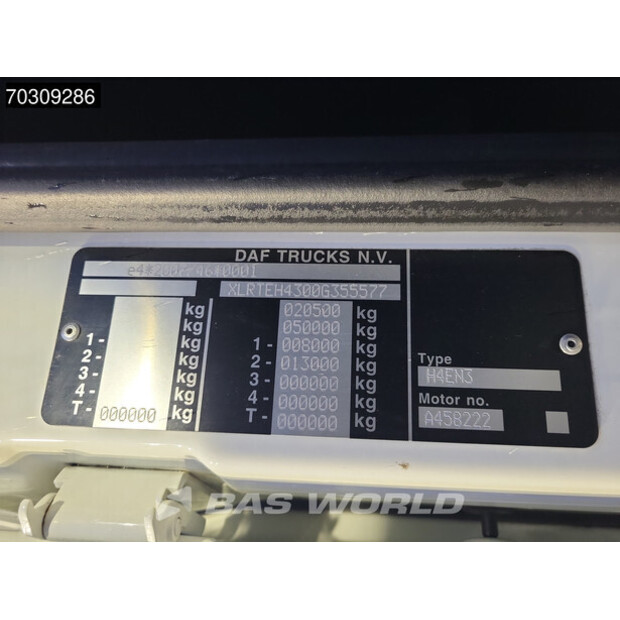 70309286
DAF TRUCKS N.V.
XLRTEH4300G355577
kg 020500 kg
kg 050000 kg
1- kg 1- 008000 kg
2- kg 2- 013000 kg
3- kg 3- 000000 kg
4- kg 4- 000000 kg
T- 000000 kg T- 000000 kg
Type
H4EN3
Motor no.
A458222
BAS WORLD